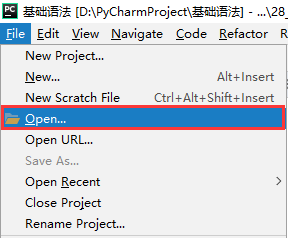 PC 基础语法 [D:\PyCharmProject\基础语法] - ...\28_
File Edit View Navigate Code Refactor R
New Project...
New... Alt+Insert
New Scratch File Ctrl+Alt+Shift+Insert
Open...
Open URL...
Save As...
Open Recent
Close Project
Rename Project...